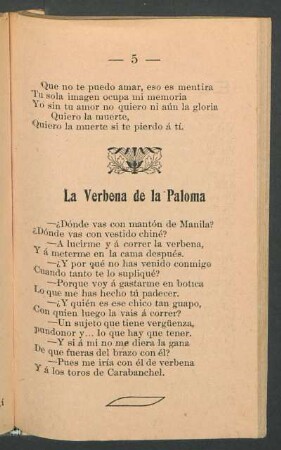 — 5 —
Que no te puedo amar, eso es mentira
Tu sola imagen ocupa mi memoria
Yo sin tu amor no quiero ni aún la gloria
Quiero la muerte,
Quiero la muerte si te pierdo á tí.
La Verbena de la Paloma
—¿Dónde vas con mantón de Manila?
¿Dónde vas con vestido chiné?
—A lucirme y á correr la verbena,
Y á meterme en la cama después.
—¿Y por qué no has venido conmigo
Cuando tanto te lo supliqué?
—Porque voy á gastarme en botica
Lo que me has hecho tú padecer.
—¿Y quién es ese chico tan guapo,
Con quien luego la vais á correr?
—Un sujeto que tiene vergüenza,
pundonor y... lo que hay que tener.
—Y si á mi no me diera la gana
De que fueras del brazo con él?
—Pues me iría con él de verbena
Y á los toros de Carabanchel.